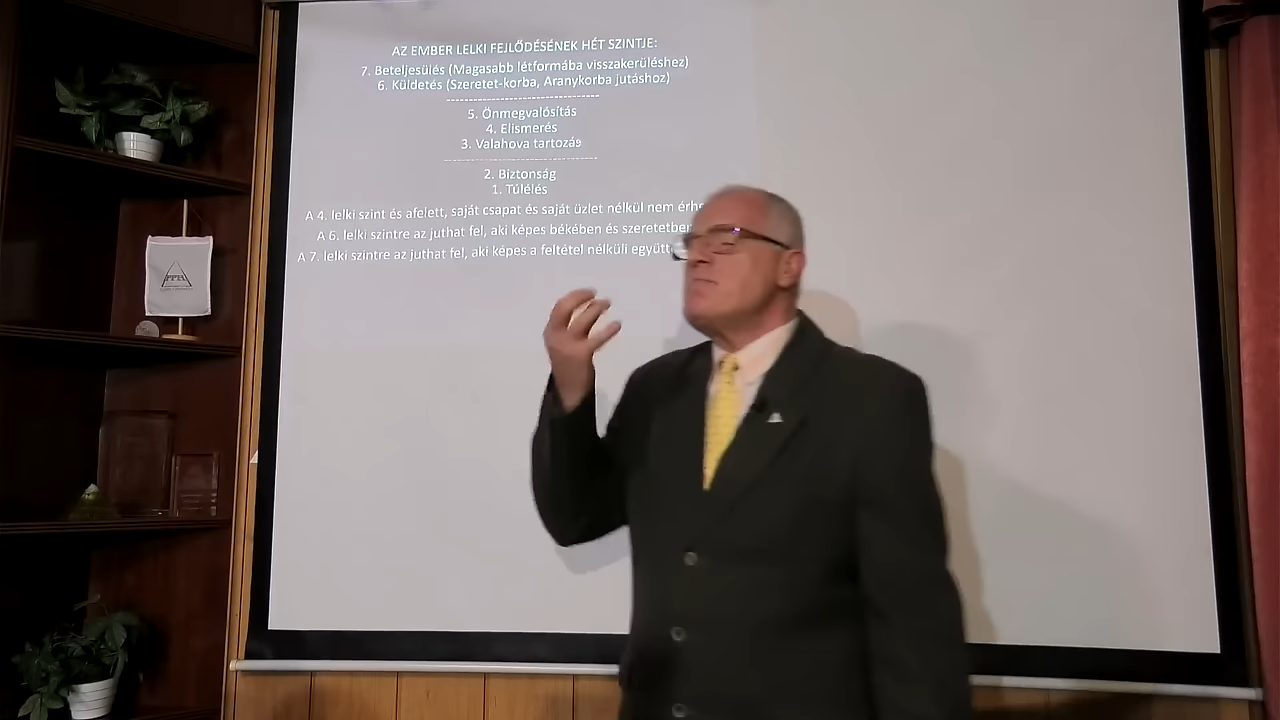 AZ EMBER LELKI FEJLŐDÉSÉNEK HÉT SZINTJE:
7. Beteljesülés (Magasabb létformába visszakerüléshez)
6. Küldetés (Szeretet-korba, Aranykorba jutáshoz)
-------------------------------
5. Önmegvalósítás
4. Elismerés
3. Valahova tartozás
-------------------------------
2. Biztonság
1. Túlélés
A 4. lelki szint és afelett, saját csapat és saját üzlet nélkül nem érhe
A 6. lelki szintre az juthat fel, aki képes békében és szeretetben
A 7. lelki szintre az juthat fel, aki képes a feltétel nélküli együtt